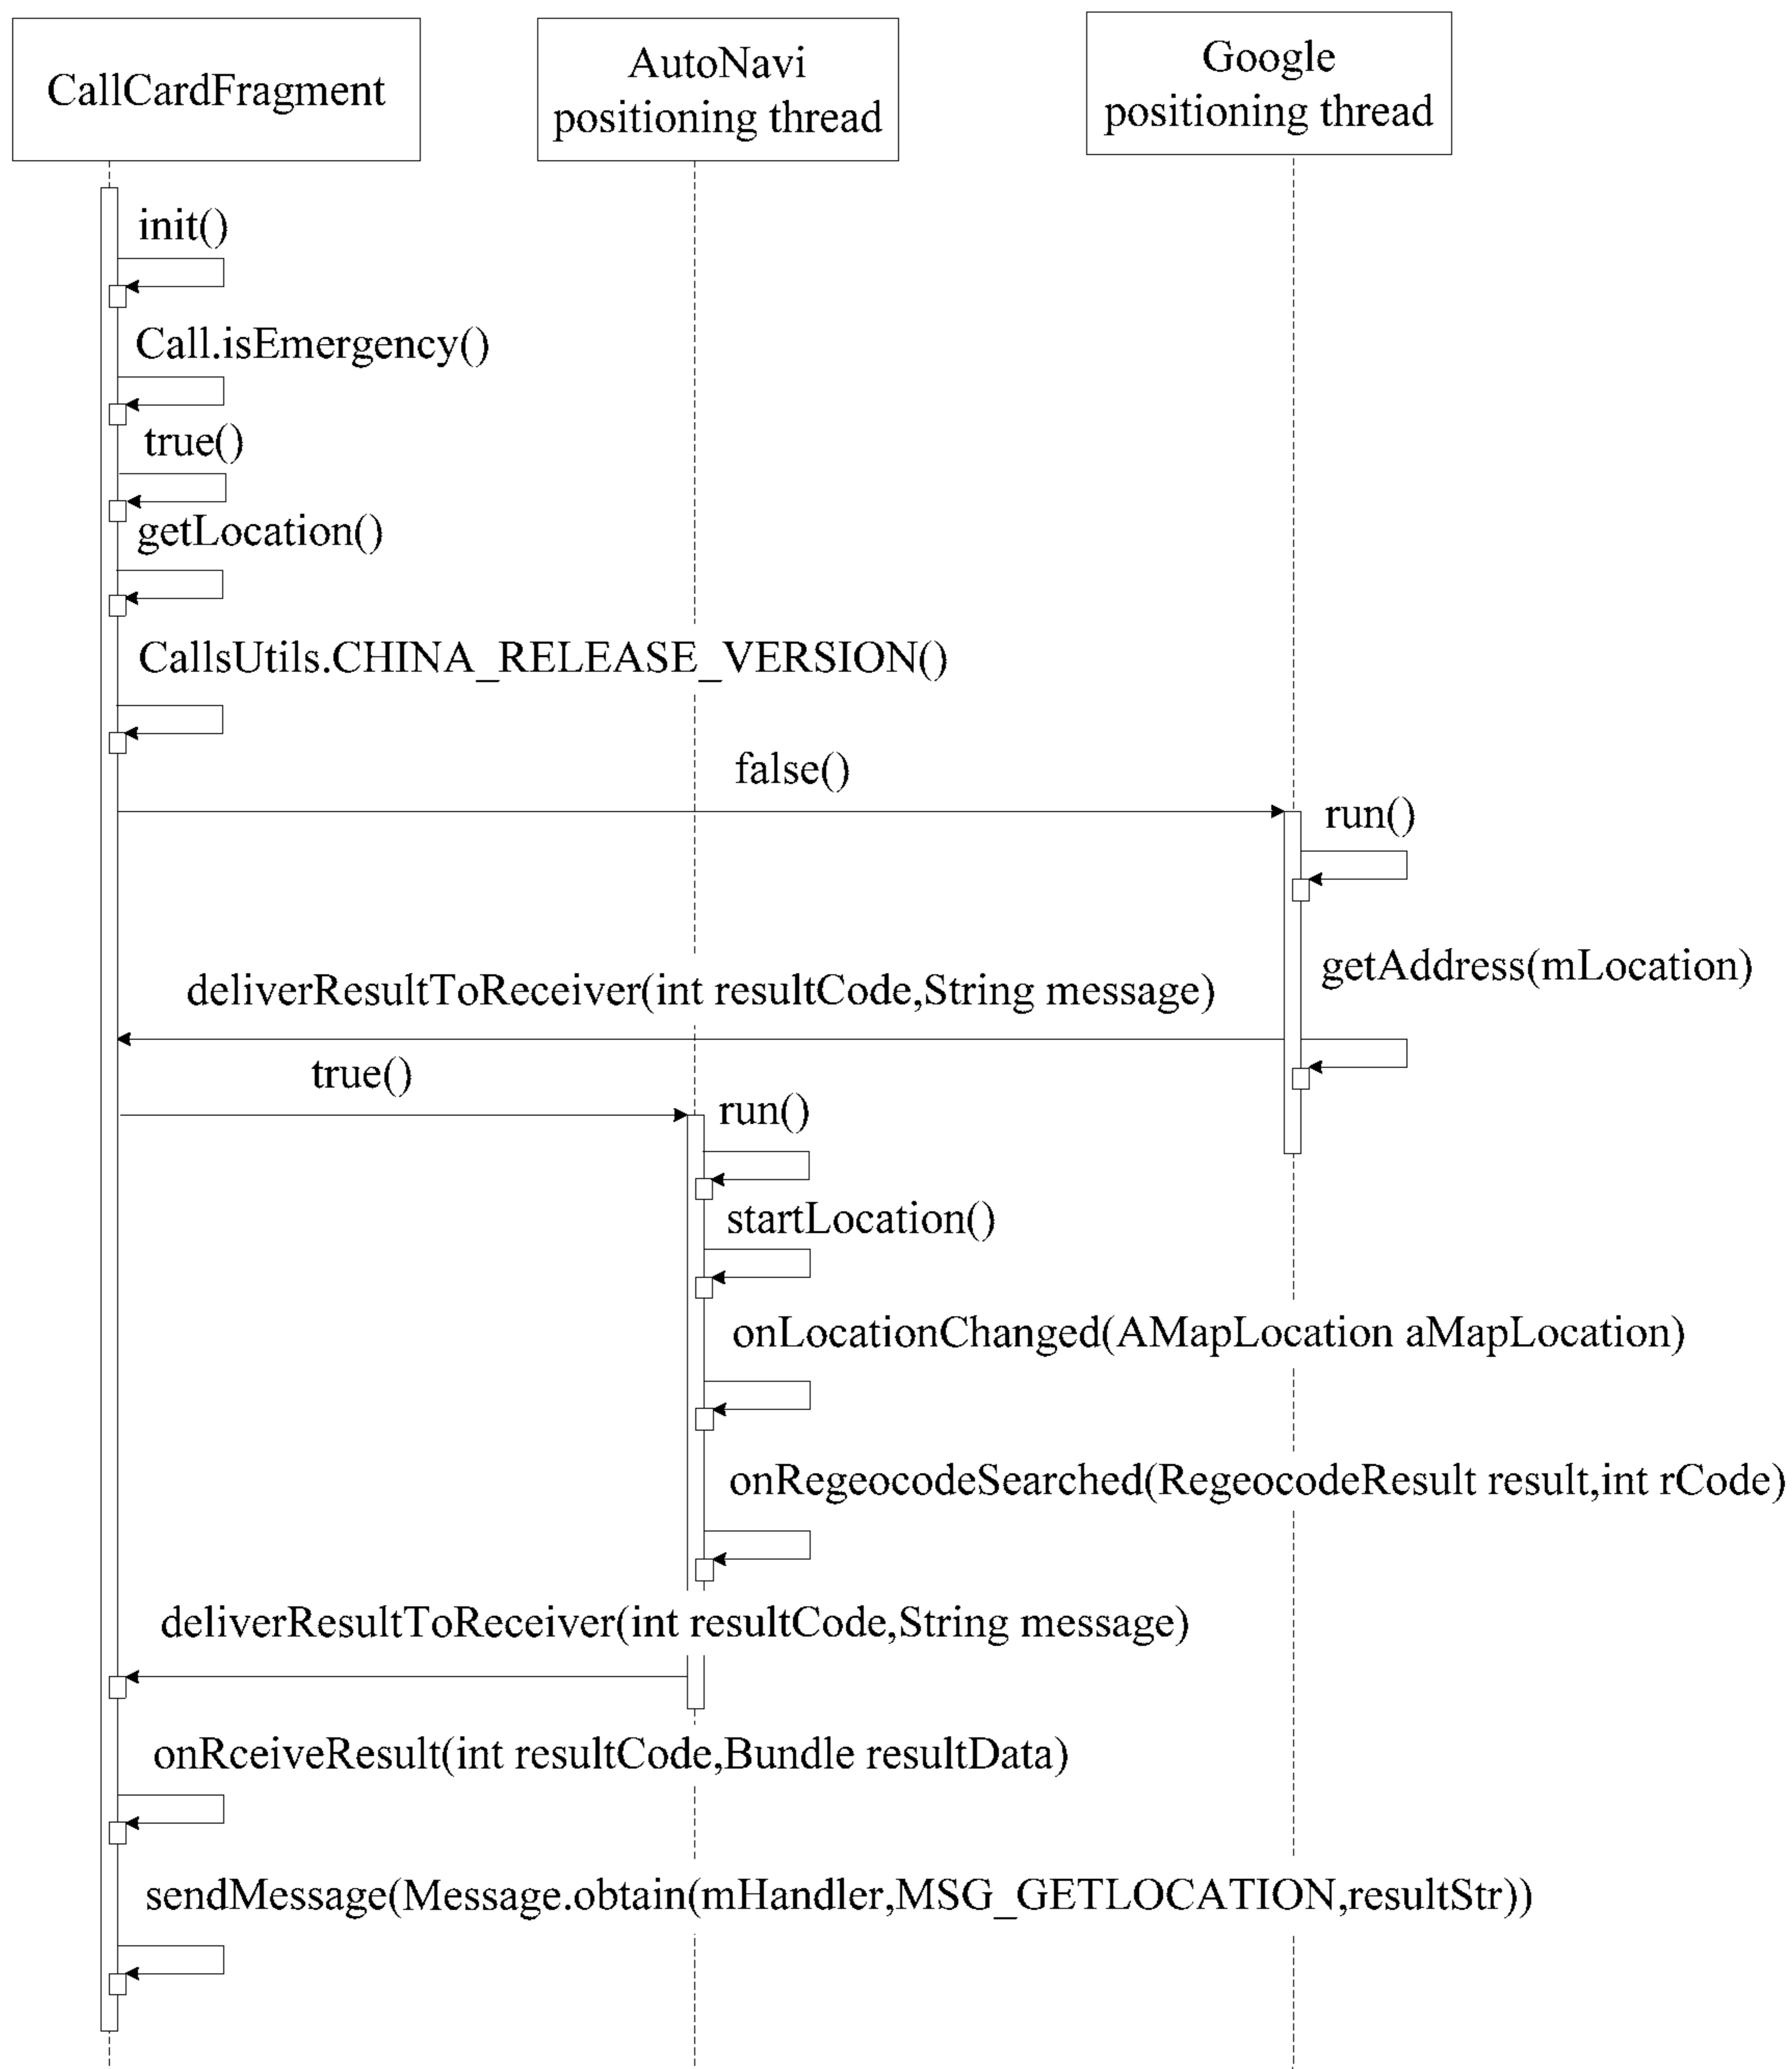 CallCardFragment
AutoNavi
positioning thread
Google
positioning thread
init()
Call.isEmergency()
true()
getLocation()
CallsUtils.CHINA_RELEASE_VERSION()
false()
run()
getAddress(mLocation)
deliverResultToReceiver(int resultCode,String message)
true()
run()
startLocation()
onLocationChanged(AMapLocation aMapLocation)
onRegeocodeSearched(RegeocodeResult result,int rCode)
deliverResultToReceiver(int resultCode,String message)
onRceiveResult(int resultCode,Bundle resultData)
sendMessage(Message.obtain(mHandler,MSG_GETLOCATION,resultStr))